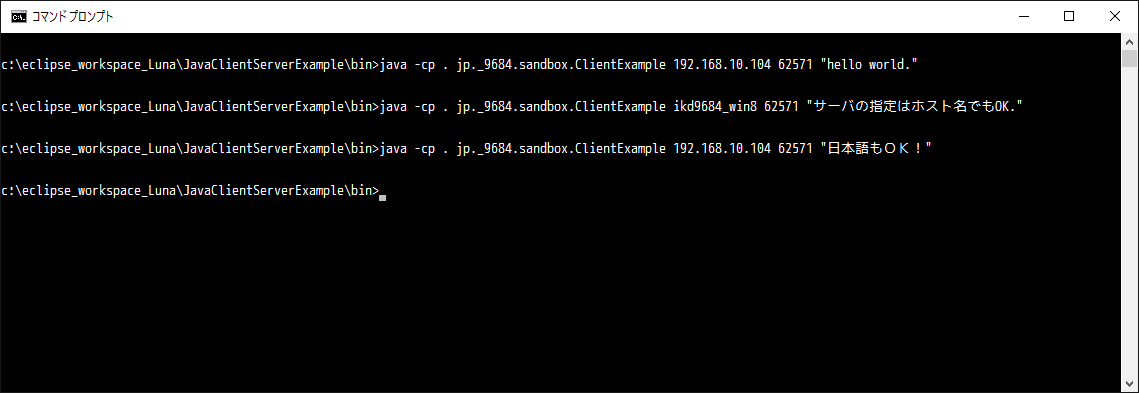 コマンドプロンプト
c:\eclipse_workspace_Luna\JavaClientServerExample\bin>java -cp . jp._9684.sandbox.ClientExample 192.168.10.104 62571 "hello world."
c:\eclipse_workspace_Luna\JavaClientServerExample\bin>java -cp . jp._9684.sandbox.ClientExample ikd9684_win8 62571 "サーバの指定はホスト名でもOK."
c:\eclipse_workspace_Luna\JavaClientServerExample\bin>java -cp . jp._9684.sandbox.ClientExample 192.168.10.104 62571 "日本語もＯＫ！"
c:\eclipse_workspace_Luna\JavaClientServerExample\bin>